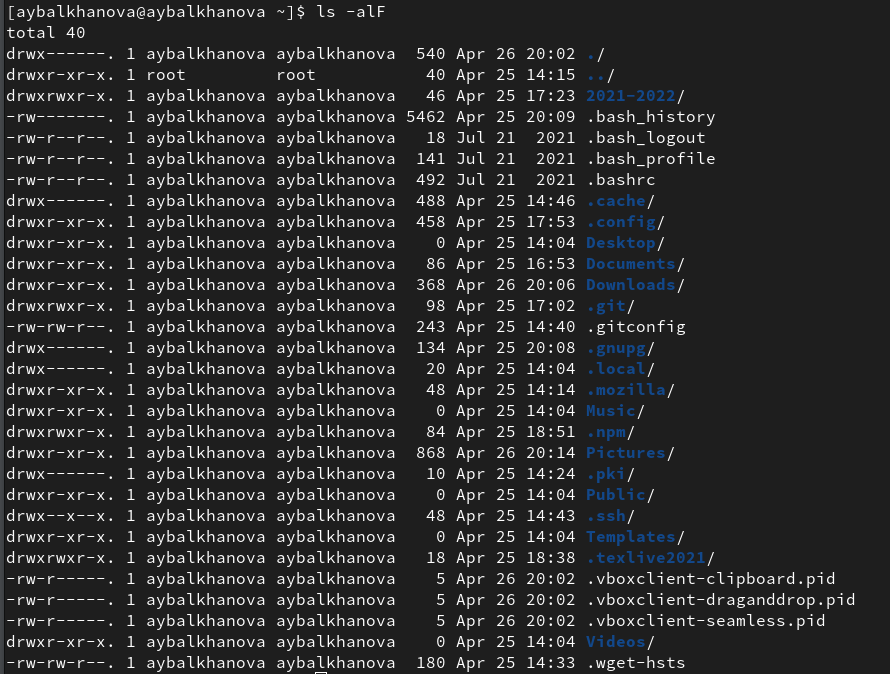 [aybalkhanova@aybalkhanova ~]$ ls -alF
total 40
drwx------. 1 aybalkhanova aybalkhanova  540 Apr 26 20:02 ./
drwxr-xr-x. 1 root         root           40 Apr 25 14:15 ../
drwxrwxr-x. 1 aybalkhanova aybalkhanova   46 Apr 25 17:23 2021-2022/
-rw-------. 1 aybalkhanova aybalkhanova 5462 Apr 25 20:09 .bash_history
-rw-r--r--. 1 aybalkhanova aybalkhanova   18 Jul 21  2021 .bash_logout
-rw-r--r--. 1 aybalkhanova aybalkhanova  141 Jul 21  2021 .bash_profile
-rw-r--r--. 1 aybalkhanova aybalkhanova  492 Jul 21  2021 .bashrc
drwx------. 1 aybalkhanova aybalkhanova  488 Apr 25 14:46 .cache/
drwxr-xr-x. 1 aybalkhanova aybalkhanova  458 Apr 25 17:53 .config/
drwxr-xr-x. 1 aybalkhanova aybalkhanova    0 Apr 25 14:04 Desktop/
drwxr-xr-x. 1 aybalkhanova aybalkhanova   86 Apr 25 16:53 Documents/
drwxr-xr-x. 1 aybalkhanova aybalkhanova  368 Apr 26 20:06 Downloads/
drwxrwxr-x. 1 aybalkhanova aybalkhanova   98 Apr 25 17:02 .git/
-rw-rw-r--. 1 aybalkhanova aybalkhanova  243 Apr 25 14:40 .gitconfig
drwx------. 1 aybalkhanova aybalkhanova  134 Apr 25 20:08 .gnupg/
drwx------. 1 aybalkhanova aybalkhanova   20 Apr 25 14:04 .local/
drwxr-xr-x. 1 aybalkhanova aybalkhanova   48 Apr 25 14:14 .mozilla/
drwxr-xr-x. 1 aybalkhanova aybalkhanova    0 Apr 25 14:04 Music/
drwxrwxr-x. 1 aybalkhanova aybalkhanova   84 Apr 25 18:51 .npm/
drwxr-xr-x. 1 aybalkhanova aybalkhanova  868 Apr 26 20:14 Pictures/
drwx------. 1 aybalkhanova aybalkhanova   10 Apr 25 14:24 .pki/
drwxr-xr-x. 1 aybalkhanova aybalkhanova    0 Apr 25 14:04 Public/
drwx--x--x. 1 aybalkhanova aybalkhanova   48 Apr 25 14:43 .ssh/
drwxr-xr-x. 1 aybalkhanova aybalkhanova    0 Apr 25 14:04 Templates/
drwxrwxr-x. 1 aybalkhanova aybalkhanova   18 Apr 25 18:38 .texlive2021/
-rw-r-----. 1 aybalkhanova aybalkhanova    5 Apr 26 20:02 .vboxclient-clipboard.pid
-rw-r-----. 1 aybalkhanova aybalkhanova    5 Apr 26 20:02 .vboxclient-draganddrop.pid
-rw-r-----. 1 aybalkhanova aybalkhanova    5 Apr 26 20:02 .vboxclient-seamless.pid
drwxr-xr-x. 1 aybalkhanova aybalkhanova    0 Apr 25 14:04 Videos/
-rw-rw-r--. 1 aybalkhanova aybalkhanova  180 Apr 25 14:33 .wget-hsts